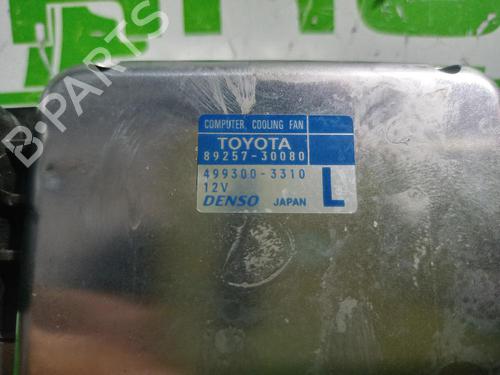 COMPUTER, COOLING FAN
TOYOTA
89257-30080
499300-3310
12V
DENSO JAPAN
L
B-PARTS